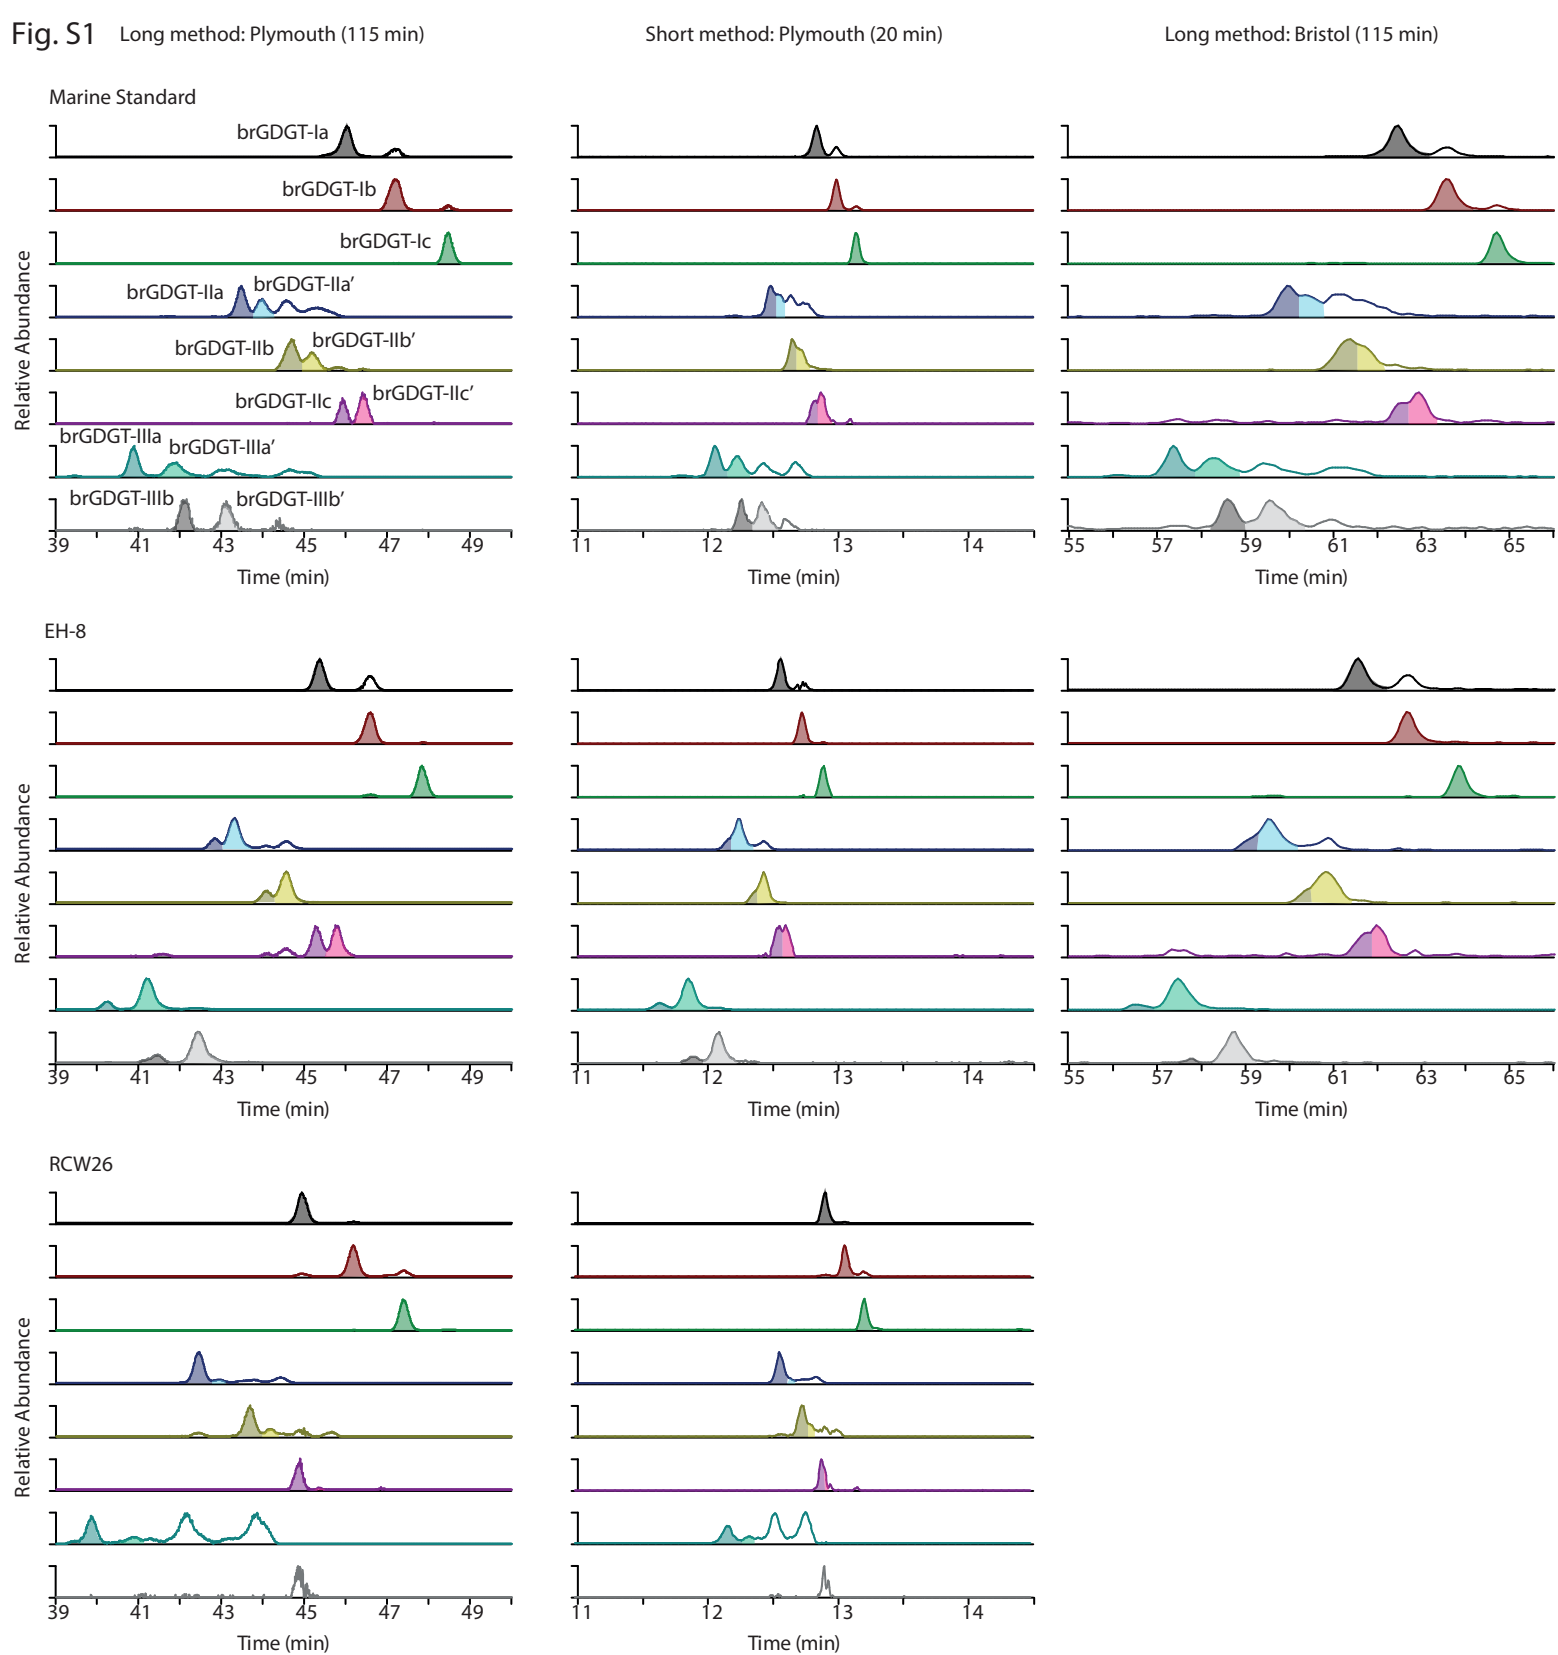 Fig. S1 Long method: Plymouth (115 min) Short method: Plymouth (20 min) Long method: Bristol (115 min)
Marine Standard
brGDGT-Ia
brGDGT-Ib
brGDGT-Ic
brGDGT-IIa brGDGT-IIa′
brGDGT-IIb brGDGT-IIb′
brGDGT-IIc brGDGT-IIc′
brGDGT-IIIa brGDGT-IIIa′
brGDGT-IIIb brGDGT-IIIb′
Relative Abundance
39 41 43 45 47 49 11 12 13 14 55 57 59 61 63 65
Time (min) Time (min) Time (min)
EH-8
Relative Abundance
39 41 43 45 47 49 11 12 13 14 55 57 59 61 63 65
Time (min) Time (min) Time (min)
RCW26
Relative Abundance
39 41 43 45 47 49 11 12 13 14
Time (min) Time (min)